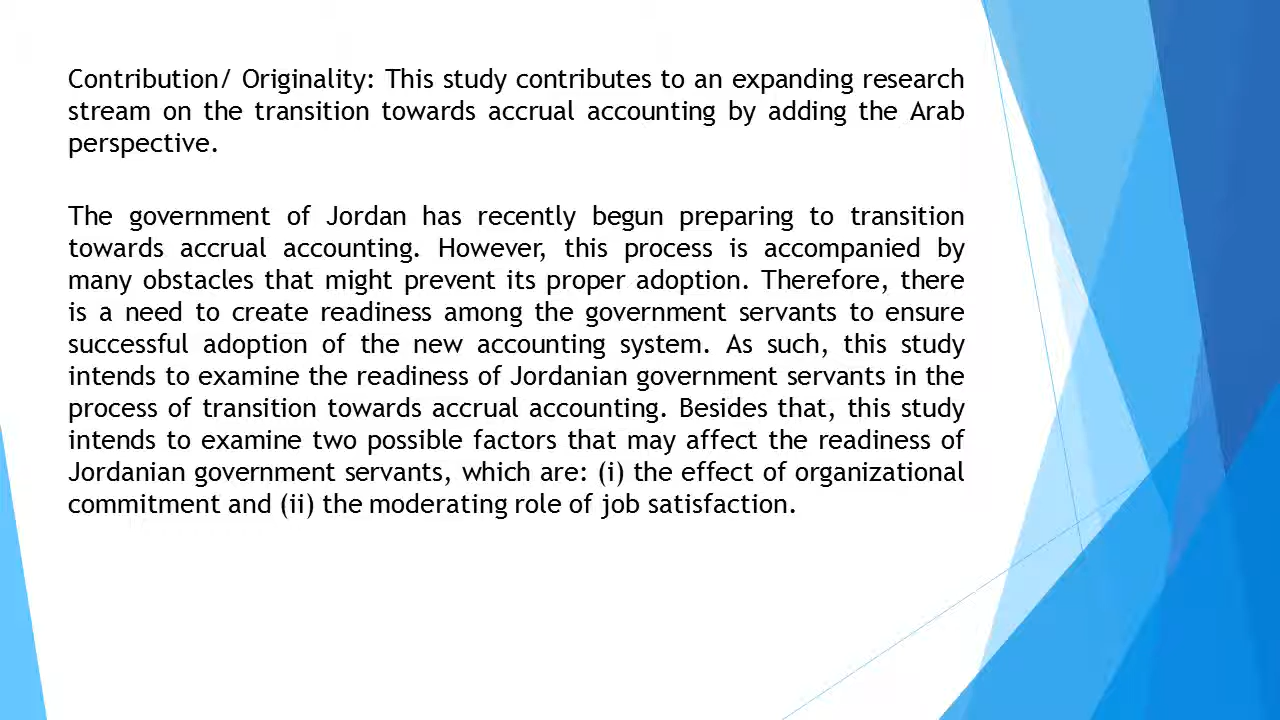 Contribution/ Originality: This study contributes to an expanding research
stream on the transition towards accrual accounting by adding the Arab
perspective.
The government of Jordan has recently begun preparing to transition
towards accrual accounting. However, this process is accompanied by
many obstacles that might prevent its proper adoption. Therefore, there
is a need to create readiness among the government servants to ensure
successful adoption of the new accounting system. As such, this study
intends to examine the readiness of Jordanian government servants in the
process of transition towards accrual accounting. Besides that, this study
intends to examine two possible factors that may affect the readiness of
Jordanian government servants, which are: (i) the effect of organizational
commitment and (ii) the moderating role of job satisfaction.